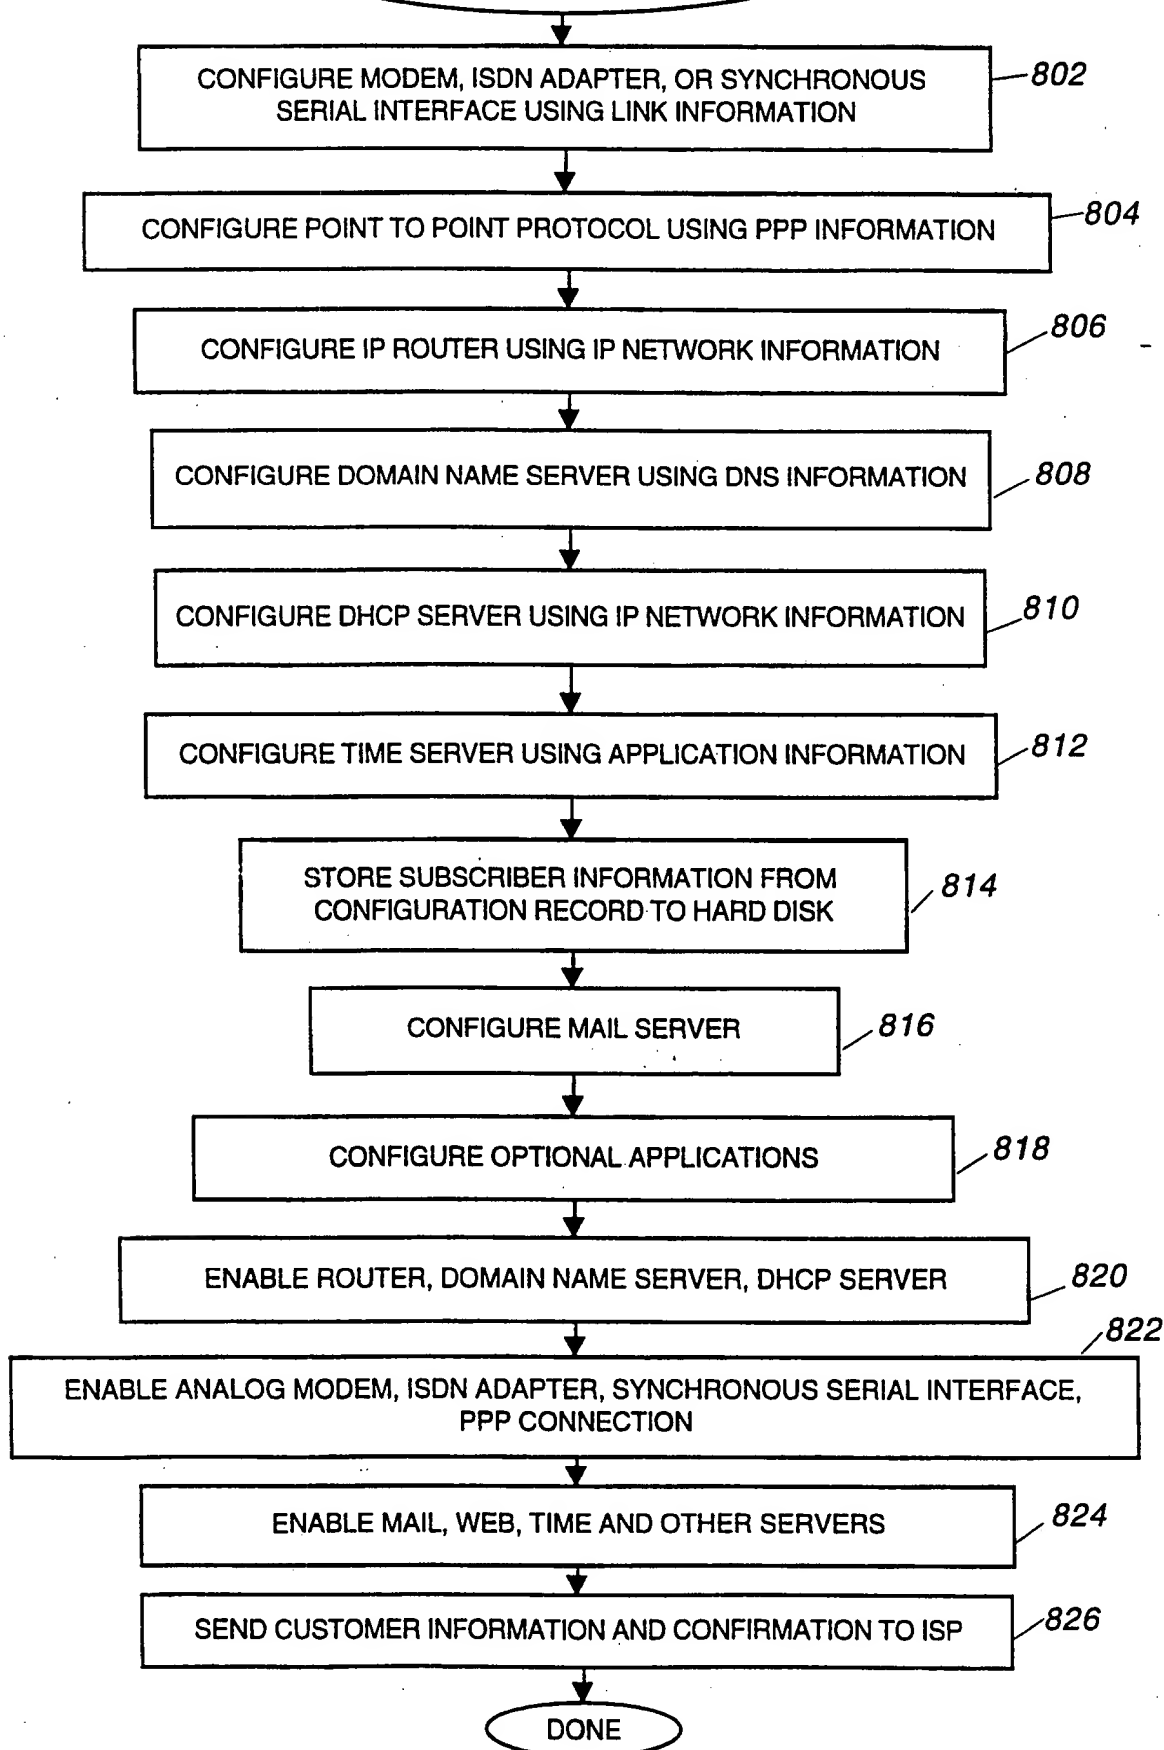 CONFIGURE MODEM, ISDN ADAPTER, OR SYNCHRONOUS
SERIAL INTERFACE USING LINK INFORMATION
802
CONFIGURE POINT TO POINT PROTOCOL USING PPP INFORMATION
804
CONFIGURE IP ROUTER USING IP NETWORK INFORMATION
806
CONFIGURE DOMAIN NAME SERVER USING DNS INFORMATION
808
CONFIGURE DHCP SERVER USING IP NETWORK INFORMATION
810
CONFIGURE TIME SERVER USING APPLICATION INFORMATION
812
STORE SUBSCRIBER INFORMATION FROM
CONFIGURATION RECORD TO HARD DISK
814
CONFIGURE MAIL SERVER
816
CONFIGURE OPTIONAL APPLICATIONS
818
ENABLE ROUTER, DOMAIN NAME SERVER, DHCP SERVER
820
822
ENABLE ANALOG MODEM, ISDN ADAPTER, SYNCHRONOUS SERIAL INTERFACE,
PPP CONNECTION
ENABLE MAIL, WEB, TIME AND OTHER SERVERS
824
SEND CUSTOMER INFORMATION AND CONFIRMATION TO ISP
826
DONE